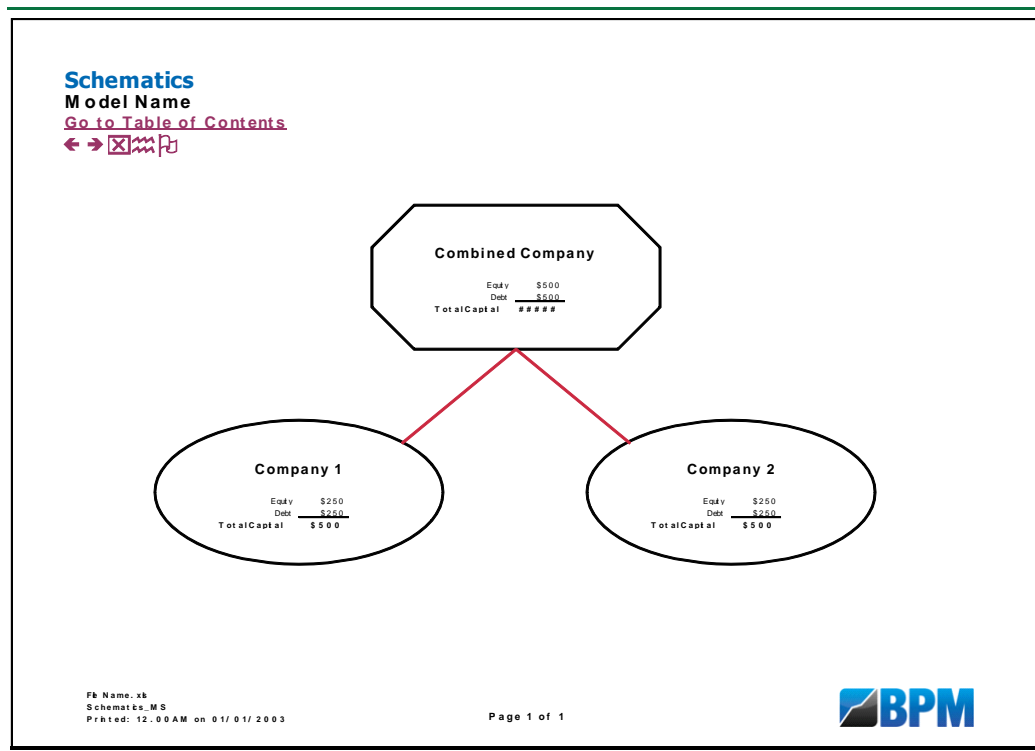 Schematics
Model Name
Go to Table of Contents
Combined Company
Equity $500
Debt $500
Total Capital #####
Company 1
Equity $250
Debt $250
Total Capital $500
Company 2
Equity $250
Debt $250
Total Capital $500
File Name.xls
Schematics_MS
Printed: 12.00AM on 01/01/2003
Page 1 of 1
BPM